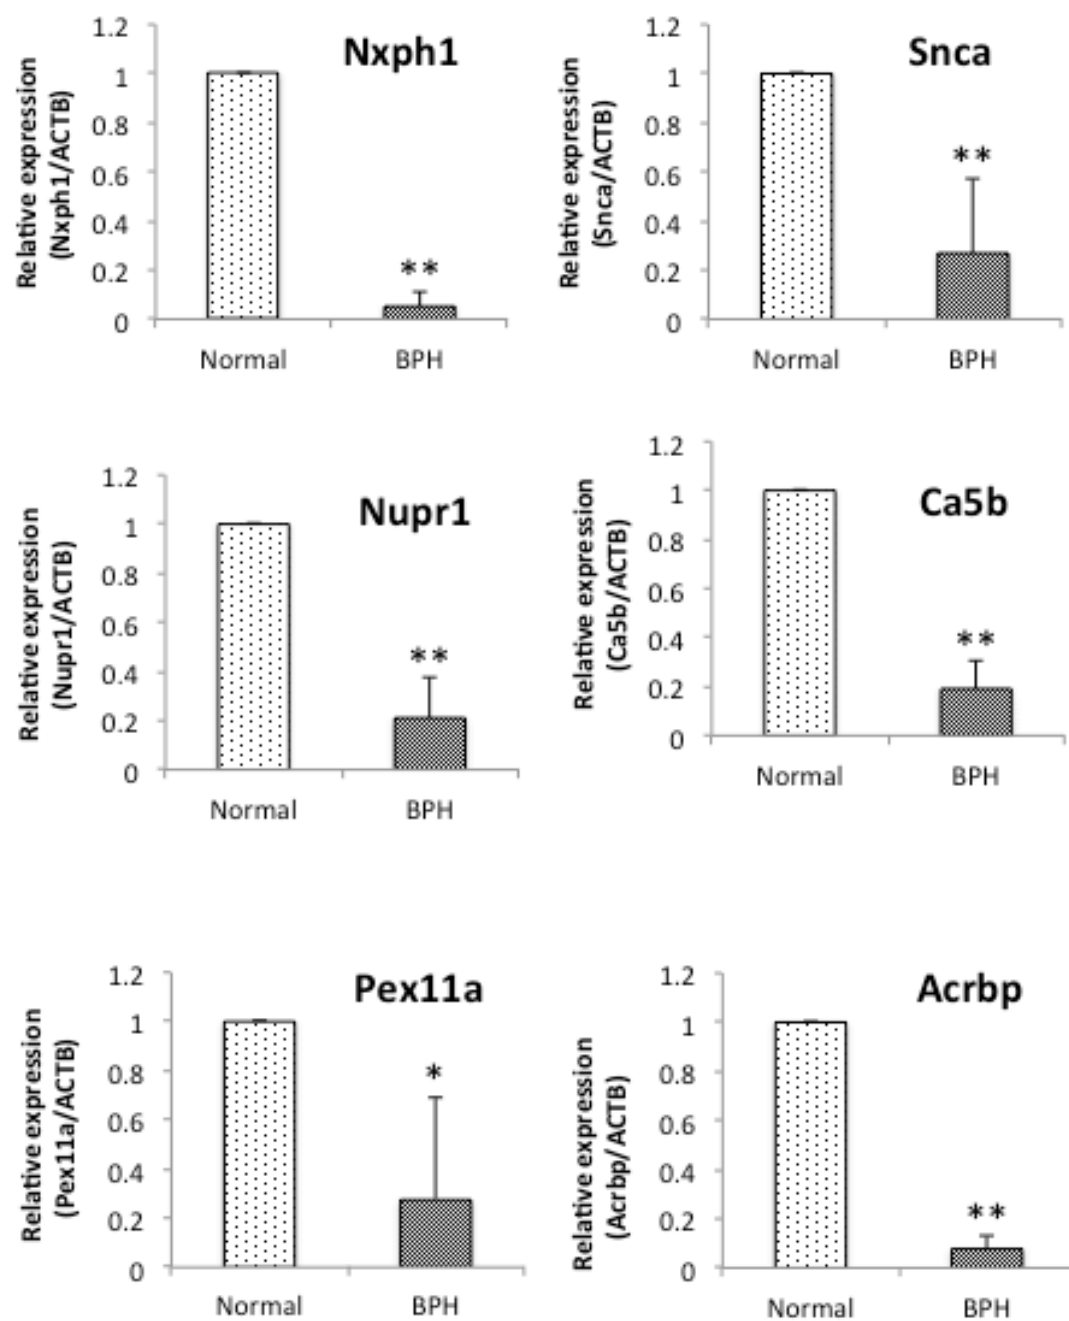 Nxph1
Relative expression
(Nxph1/ACTB)
1.2
1
0.8
0.6
0.4
0.2
0
**
Normal BPH
Snca
Relative expression
(Snca/ACTB)
1.2
1
0.8
0.6
0.4
0.2
0
**
Normal BPH
Nupr1
Relative expression
(Nupr1/ACTB)
1.2
1
0.8
0.6
0.4
0.2
0
**
Normal BPH
Ca5b
Relative expression
(Ca5b/ACTB)
1.2
1
0.8
0.6
0.4
0.2
0
**
Normal BPH
Pex11a
Relative expression
(Pex11a/ACTB)
1.2
1
0.8
0.6
0.4
0.2
0
*
Normal BPH
Acrbp
Relative expression
(Acrbp/ACTB)
1.2
1
0.8
0.6
0.4
0.2
0
**
Normal BPH